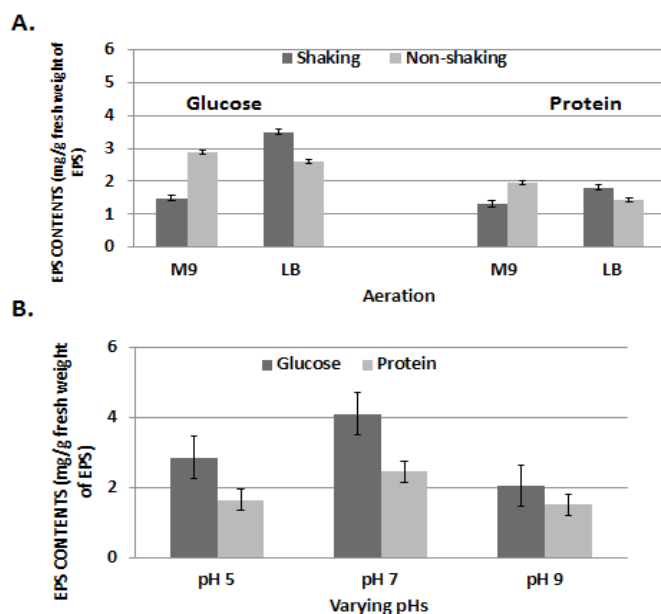 A.
EPS CONTENTS (mg/g fresh weight of
EPS)
6
5
4
3
2
1
0
Shaking Non-shaking
Glucose Protein
M9 LB M9 LB
Aeration
B.
EPS CONTENTS (mg/g fresh weight
of EPS)
6
4
2
0
Glucose Protein
pH 5 pH 7 pH 9
Varying pHs